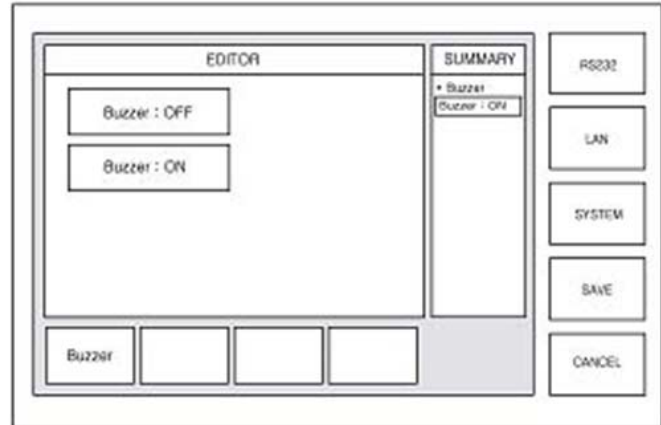 EDITOR
SUMMARY
RS232
Buzzer : OFF
• Buzzer
Buzzer : ON
Buzzer : ON
LAN
SYSTEM
SAVE
Buzzer
CANCEL